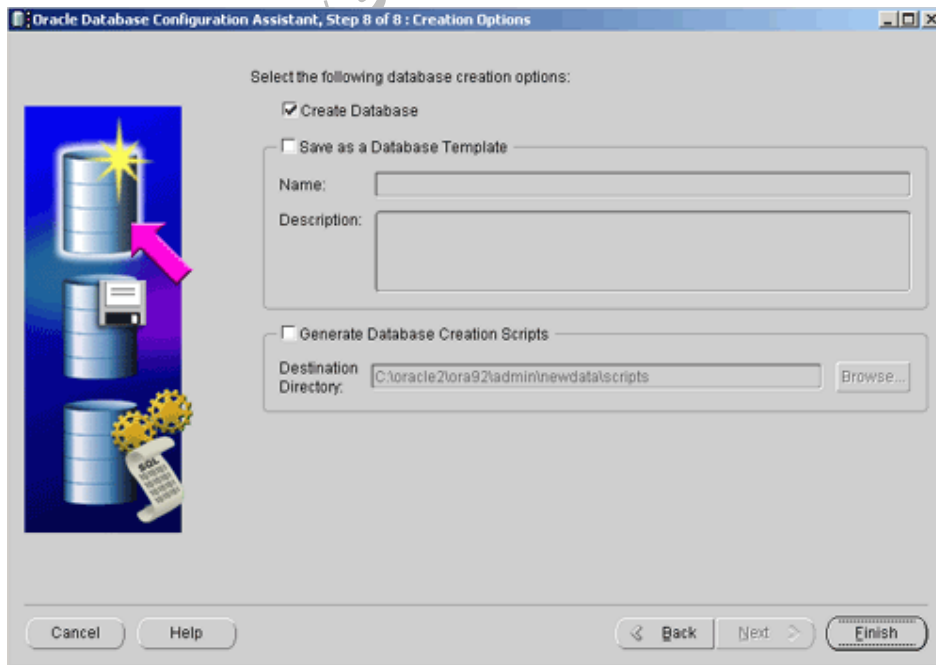 Oracle Database Configuration Assistant, Step 8 of 8 : Creation Options
Select the following database creation options:
Create Database
Save as a Database Template
Name:
Description:
Generate Database Creation Scripts
Destination Directory:
C:\oracle2\ora92\admin\newdata\scripts
Browse...
SQL
Cancel
Help
Back
Next
Finish